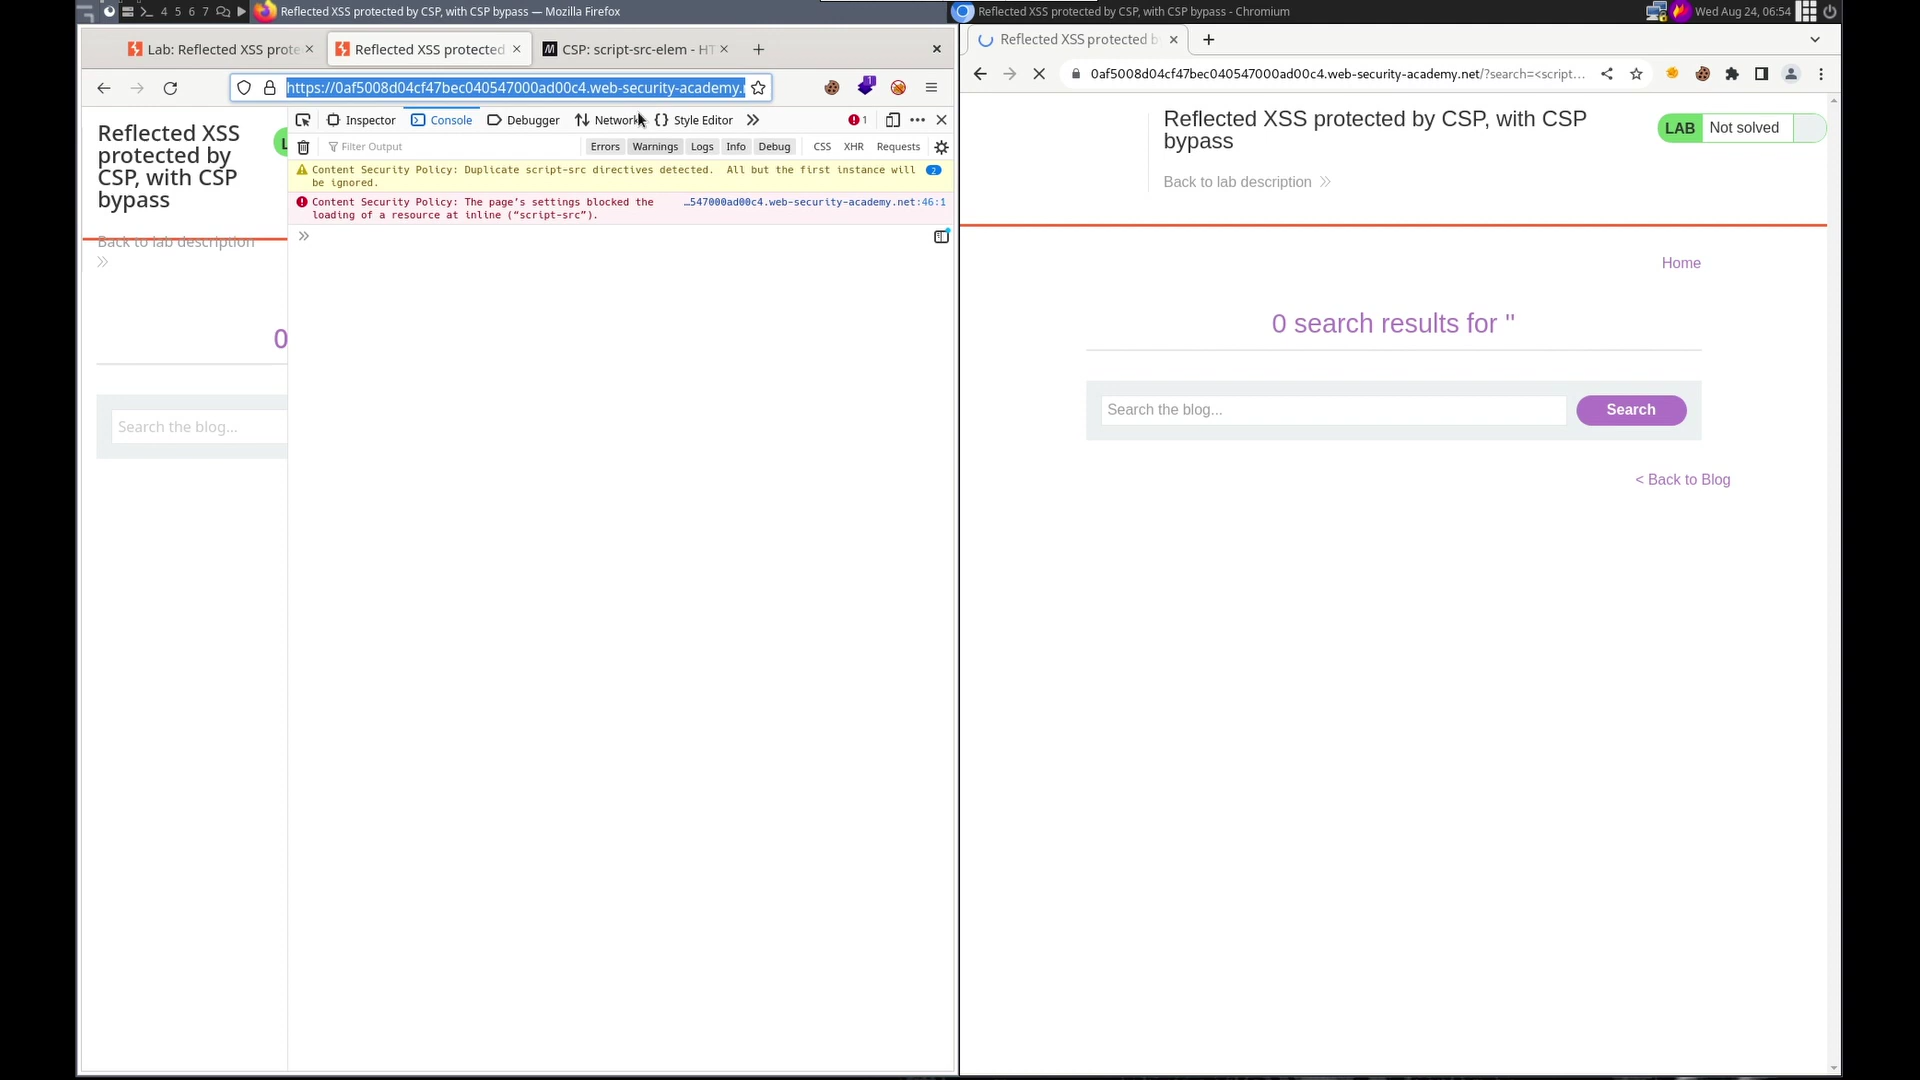 4 5 6 7
Reflected XSS protected by CSP, with CSP bypass — Mozilla Firefox
Reflected XSS protected by CSP, with CSP bypass - Chromium
Wed Aug 24, 06:54
Lab: Reflected XSS prote
Reflected XSS protected
CSP: script-src-elem - HT
https://0af5008d04cf47bec040547000ad00c4.web-security-academy.n
Inspector
Console
Debugger
Network
Style Editor
1
Filter Output
Errors
Warnings
Logs
Info
Debug
CSS
XHR
Requests
Content Security Policy: Duplicate script-src directives detected.  All but the first instance will
be ignored.
2
Content Security Policy: The page’s settings blocked the
loading of a resource at inline (“script-src”).
…547000ad00c4.web-security-academy.net:46:1
Reflected XSS
protected by
CSP, with CSP
bypass
L
Back to lab description
0
Search the blog...
Reflected XSS protected b
0af5008d04cf47bec040547000ad00c4.web-security-academy.net/?search=<script...
Reflected XSS protected by CSP, with CSP
bypass
LAB
Not solved
Back to lab description
Home
0 search results for ''
Search the blog...
Search
< Back to Blog